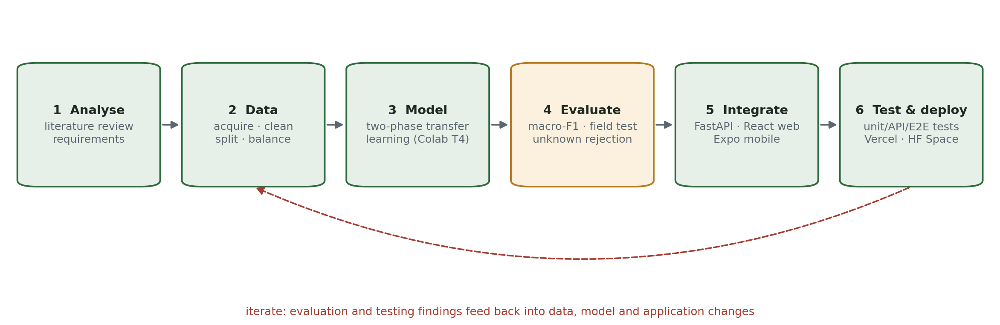 1  Analyse
literature review
requirements
2  Data
acquire · clean
split · balance
3  Model
two-phase transfer
learning (Colab T4)
4  Evaluate
macro-F1 · field test
unknown rejection
5  Integrate
FastAPI · React web
Expo mobile
6  Test & deploy
unit/API/E2E tests
Vercel · HF Space
iterate: evaluation and testing findings feed back into data, model and application changes